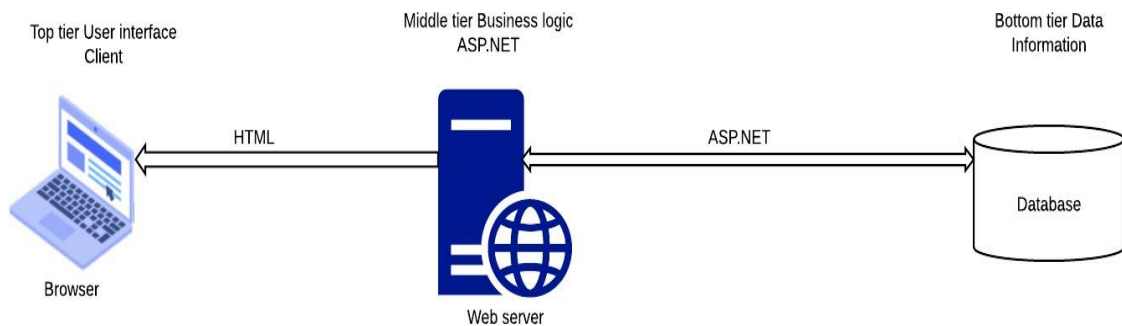 Top tier User interface
Client
Middle tier Business logic
ASP.NET
Bottom tier Data
Information
HTML
ASP.NET
Database
Browser
Web server